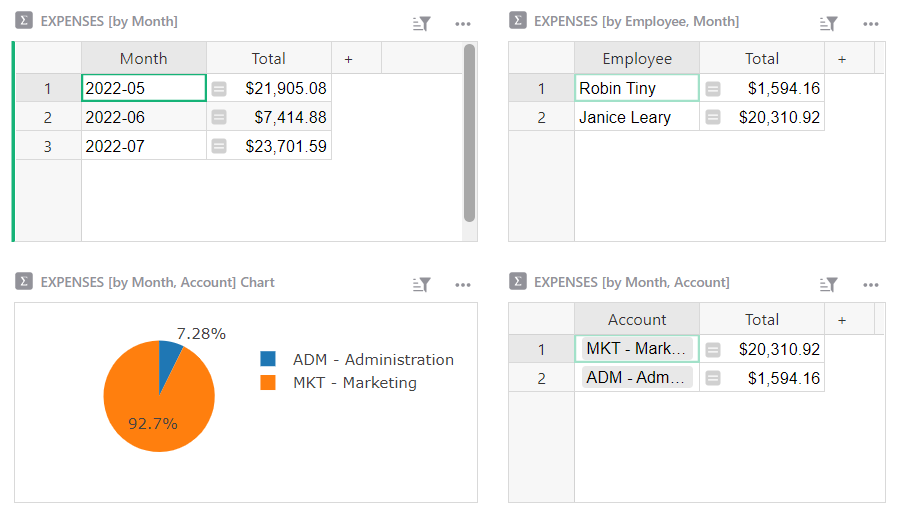 Σ EXPENSES [by Month]
Month Total +
1 2022-05 = $21,905.08
2 2022-06 = $7,414.88
3 2022-07 = $23,701.59
Σ EXPENSES [by Employee, Month]
Employee Total +
1 Robin Tiny = $1,594.16
2 Janice Leary = $20,310.92
Σ EXPENSES [by Month, Account] Chart
7.28%
92.7%
ADM - Administration
MKT - Marketing
Σ EXPENSES [by Month, Account]
Account Total +
1 MKT - Mark... = $20,310.92
2 ADM - Adm... = $1,594.16